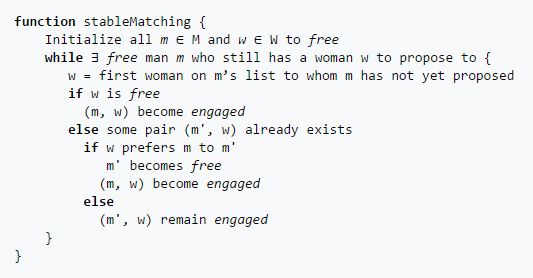 function stableMatching {
Initialize all m ∈ M and w ∈ W to free
while ∃ free man m who still has a woman w to propose to {
w = first woman on m’s list to whom m has not yet proposed
if w is free
(m, w) become engaged
else some pair (m', w) already exists
if w prefers m to m'
m' becomes free
(m, w) become engaged
else
(m', w) remain engaged
}
}